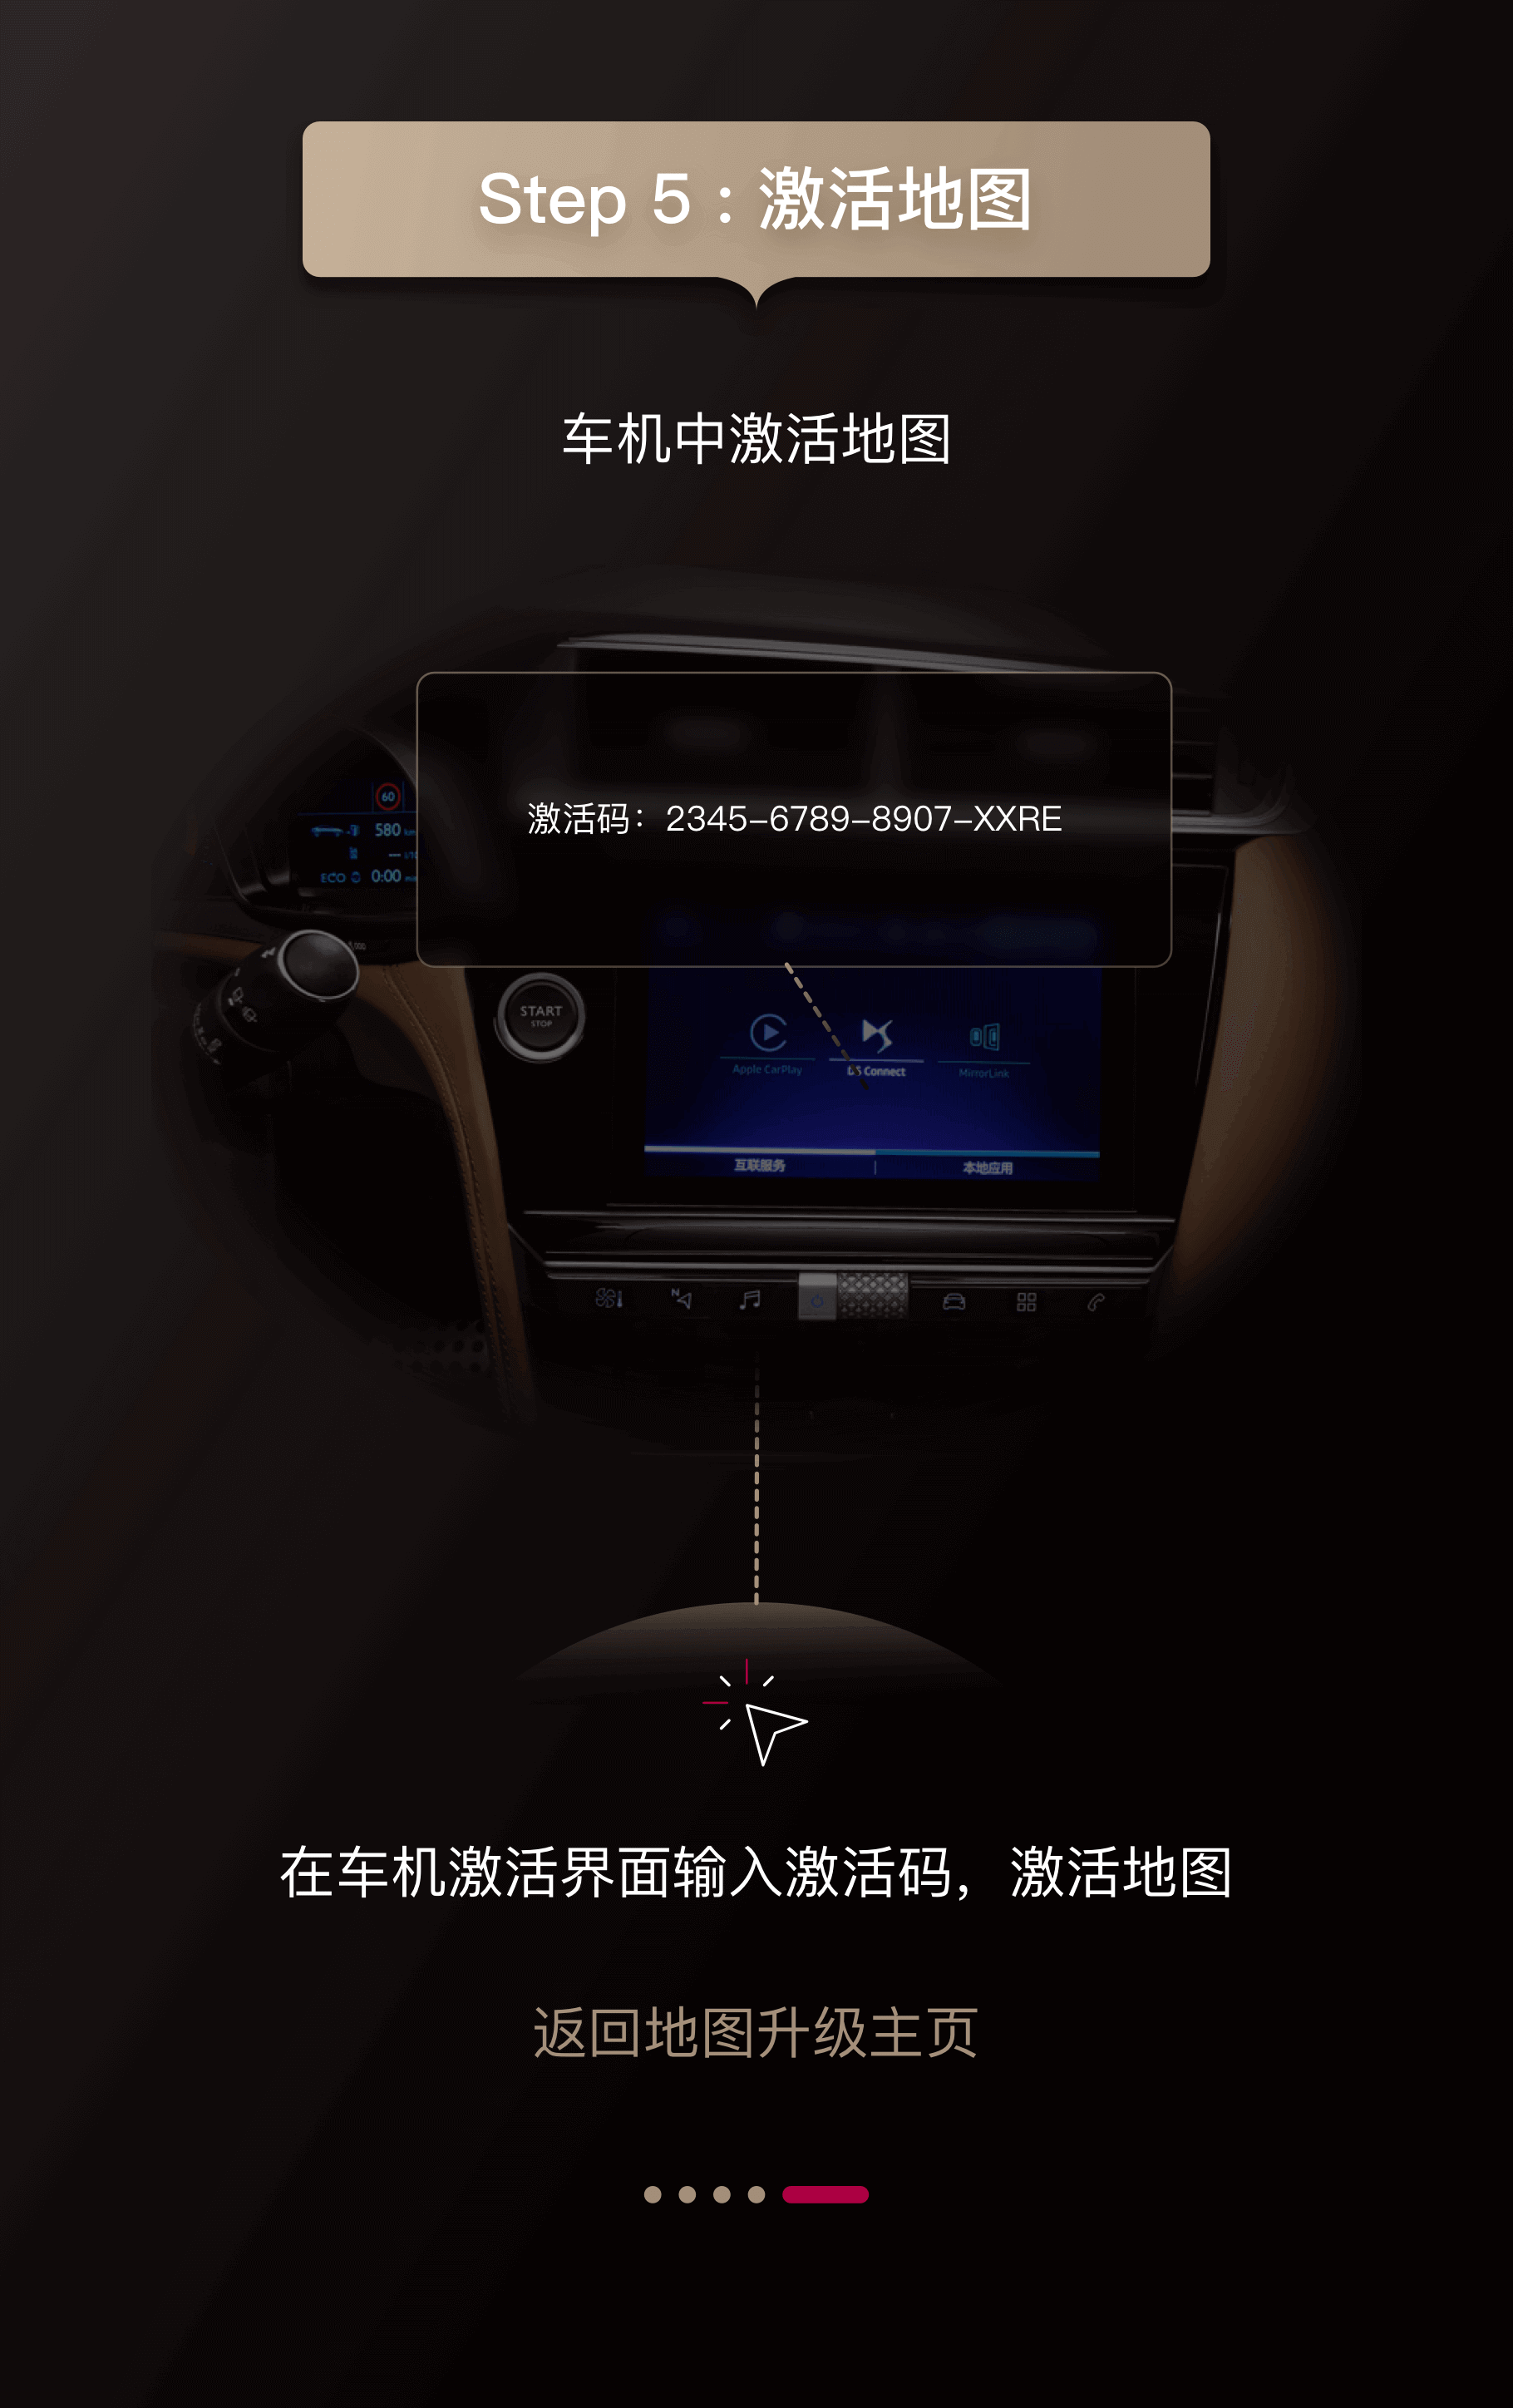 Step 5 : 激活地图
车机中激活地图
60
激活码：2345-6789-8907-XXRE
580 km
ECO 0:00
START
STOP
Apple CarPlay
DS Connect
MirrorLink
互联服务
本地应用
N
在车机激活界面输入激活码，激活地图
返回地图升级主页